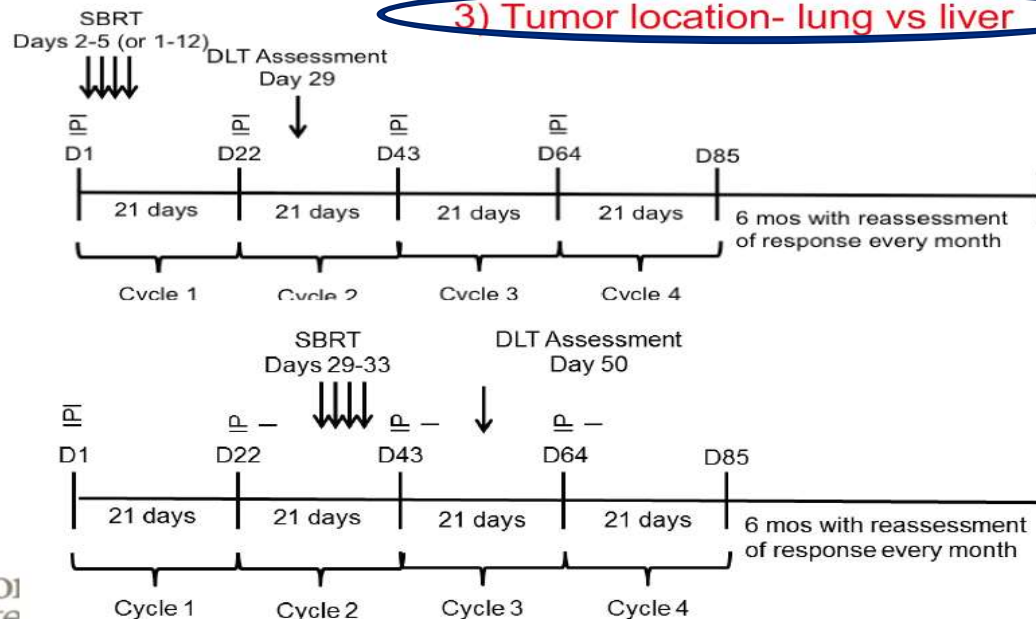 3) Tumor location- lung vs liver
SBRT
Days 2-5 (or 1-12)
DLT Assessment
Day 29
IPI IPI IPI IPI
D1 D22 D43 D64 D85
21 days 21 days 21 days 21 days
6 mos with reassessment
of response every month
Cycle 1 Cycle 2 Cycle 3 Cycle 4
SBRT
Days 29-33
DLT Assessment
Day 50
IPI IPI IPI IPI
D1 D22 D43 D64 D85
21 days 21 days 21 days 21 days
6 mos with reassessment
of response every month
Cycle 1 Cycle 2 Cycle 3 Cycle 4